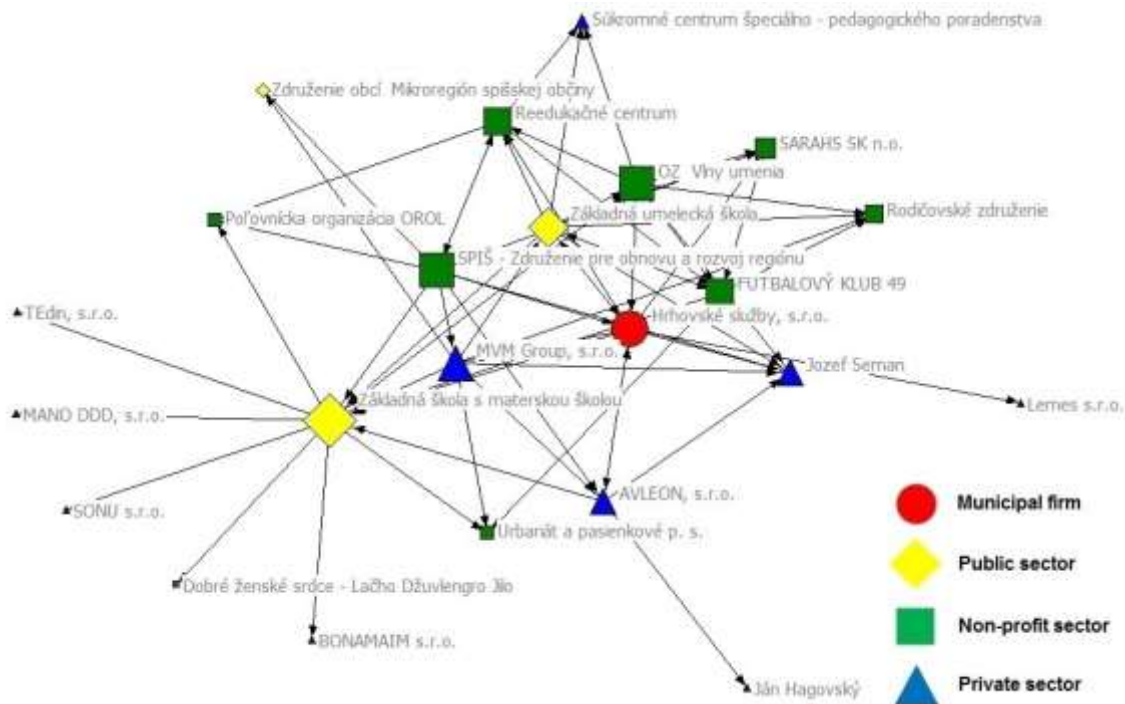 Súkromné centrum špeciálno - pedagogického poradenstva
Združenie obcí Mikroregión spišskej občiny
Reedukačné centrum
SARAHS SK n.o.
OZ Vlny umenia
Poľovnícka organizácia OROL
Základná umelecká škola
Rodičovské združenie
SPIŠ - Združenie pre obnovu a rozvoj regiónu
FUTBALOVÝ KLUB 49
TEdin, s.r.o.
Hrhovské služby, s.r.o.
MVM Group, s.r.o.
Jozef Seman
Základná škola s materskou školou
Lemes s.r.o.
MANO DDD, s.r.o.
AVLEON, s.r.o.
SONU s.r.o.
Urbanát a pasienkové p. s.
Municipal firm
Public sector
Dobré ženské srdce - Lačho Džuvlengro Jilo
Non-profit sector
BONAMAIM s.r.o.
Ján Hagovský
Private sector